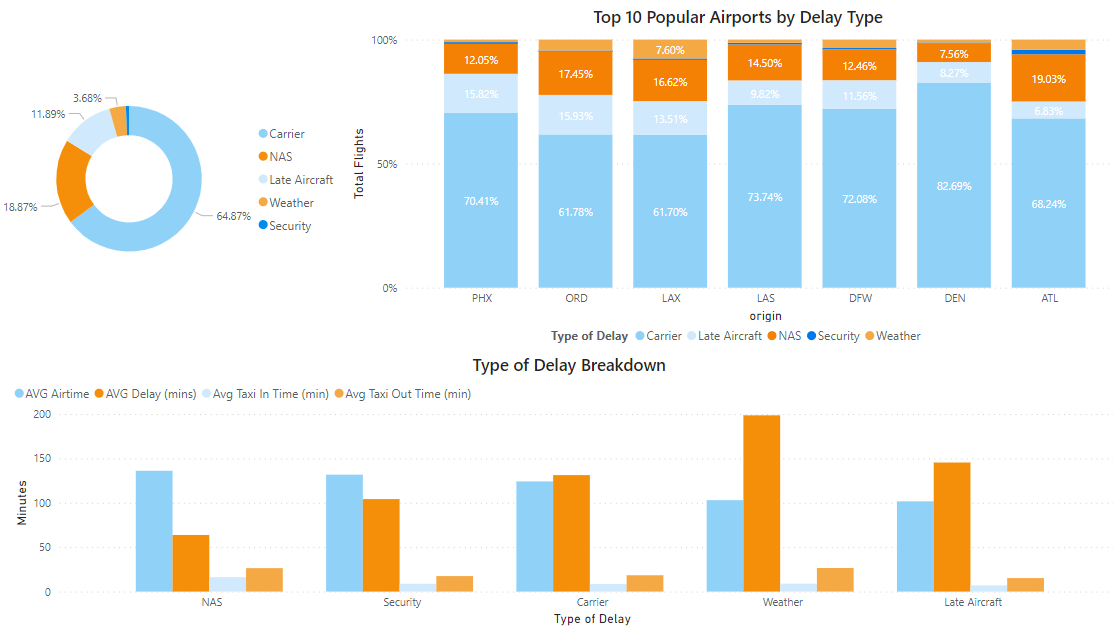 Top 10 Popular Airports by Delay Type
3.68%
11.89%
18.87%
64.87%
Carrier
NAS
Late Aircraft
Weather
Security
Total Flights
100%
50%
0%
12.05%
15.82%
70.41%
17.45%
15.93%
61.78%
7.60%
16.62%
13.51%
61.70%
14.50%
9.82%
73.74%
12.46%
11.56%
72.08%
7.56%
8.27%
82.69%
19.03%
6.83%
68.24%
PHX ORD LAX LAS DFW DEN ATL
origin
Type of Delay Carrier Late Aircraft NAS Security Weather
Type of Delay Breakdown
AVG Airtime AVG Delay (mins) Avg Taxi In Time (min) Avg Taxi Out Time (min)
Minutes
200
150
100
50
0
NAS Security Carrier Weather Late Aircraft
Type of Delay